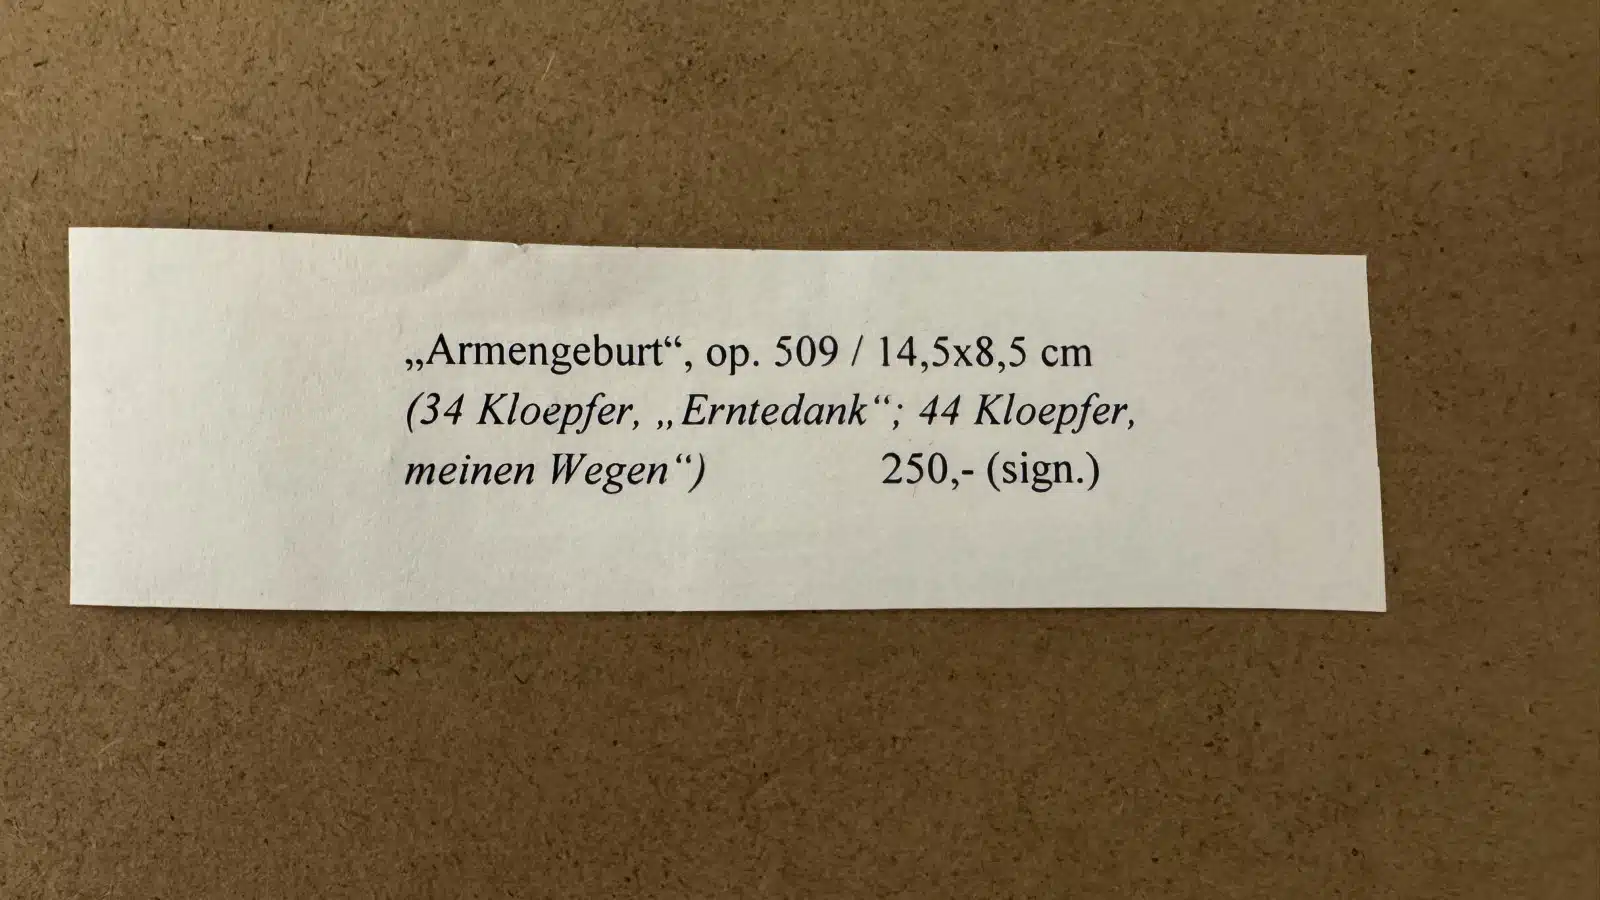 „Armengeburt“, op. 509 / 14,5x8,5 cm
(34 Kloepfer, „Erntedank“; 44 Kloepfer,
meinen Wegen“) 250,- (sign.)